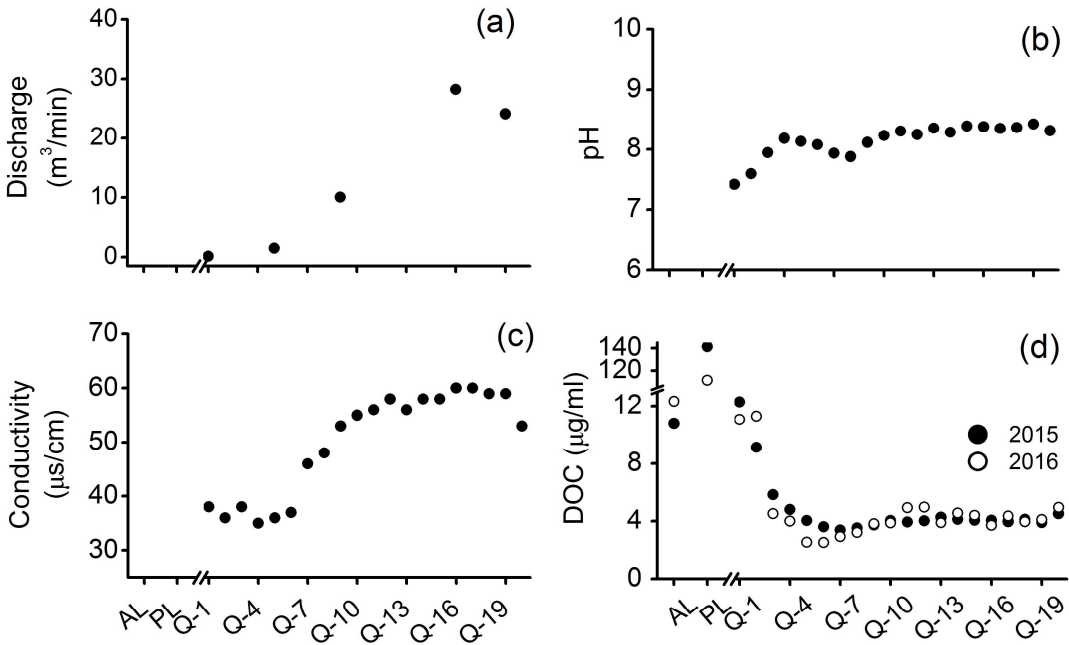 (a)
Discharge
(m³/min)
40
30
20
10
0
(b)
pH
10
9
8
7
6
(c)
Conductivity
(μs/cm)
70
60
50
40
30
AL
PL
Q-1
Q-4
Q-7
Q-10
Q-13
Q-16
Q-19
(d)
DOC (μg/ml)
140
120
12
8
4
0
2015
2016
AL
PL
Q-1
Q-4
Q-7
Q-10
Q-13
Q-16
Q-19